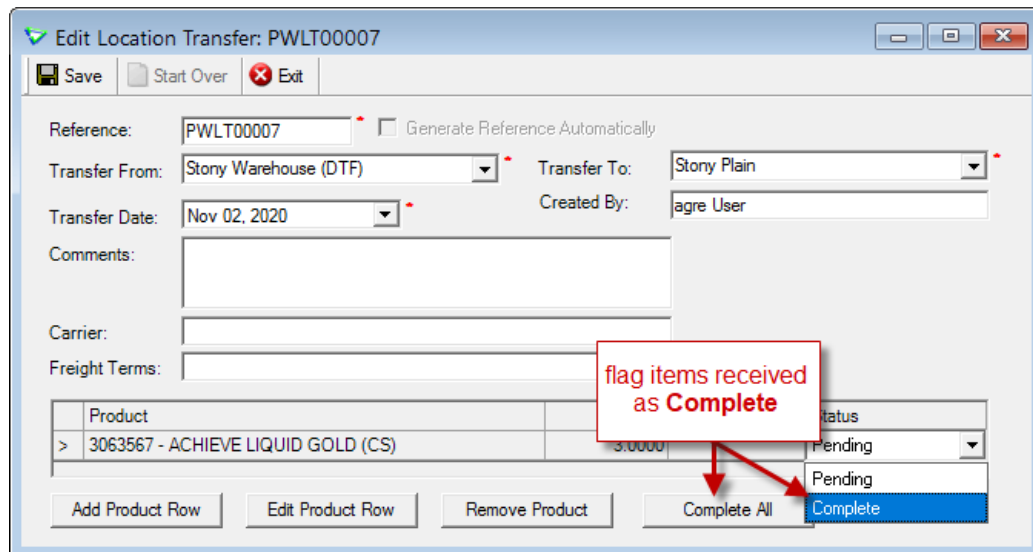 Edit Location Transfer: PWLT00007
Save Start Over Exit
Reference: PWLT00007 * Generate Reference Automatically
Transfer From: Stony Warehouse (DTF) * Transfer To: Stony Plain *
Transfer Date: Nov 02, 2020 * Created By: agre User
Comments:
Carrier:
Freight Terms:
flag items received
as Complete
Product Status
> 3063567 - ACHIEVE LIQUID GOLD (CS) 3.0000 Pending
Pending
Complete
Add Product Row Edit Product Row Remove Product Complete All